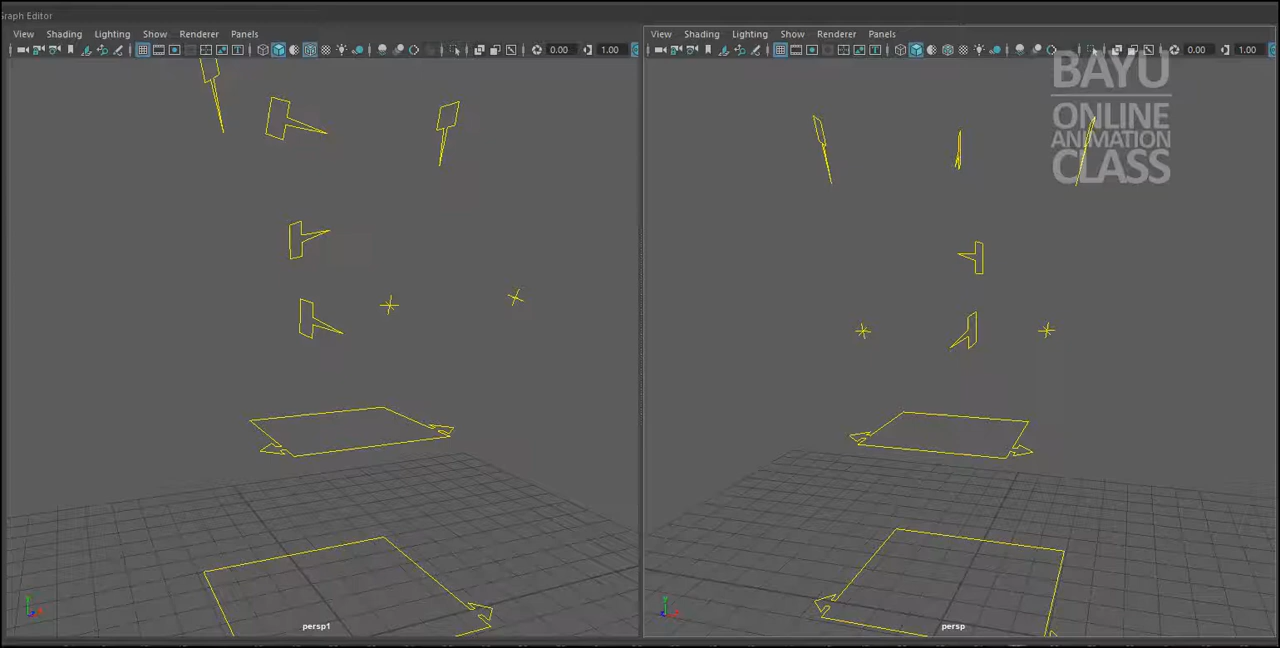 Graph Editor
View Shading Lighting Show Renderer Panels
0.00 1.00
View Shading Lighting Show Renderer Panels
0.00 1.00
BAYU
ONLINE
ANIMATION
CLASS
persp1
persp